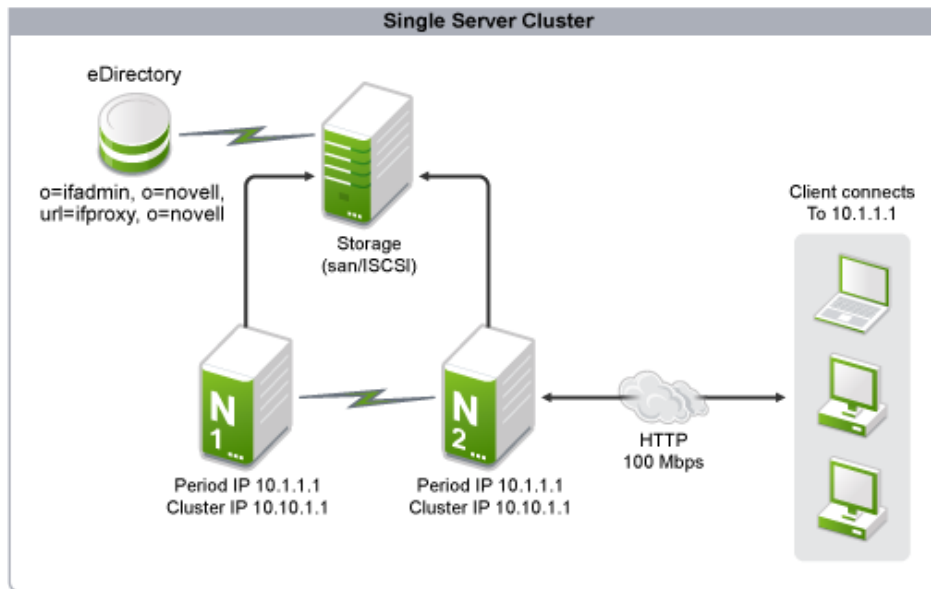 Single Server Cluster
eDirectory
o=ifadmin, o=novell,
url=ifproxy, o=novell
Storage
(san/ISCSI)
Client connects
To 10.1.1.1
N
1
N
2
HTTP
100 Mbps
Period IP 10.1.1.1
Cluster IP 10.10.1.1
Period IP 10.1.1.1
Cluster IP 10.10.1.1